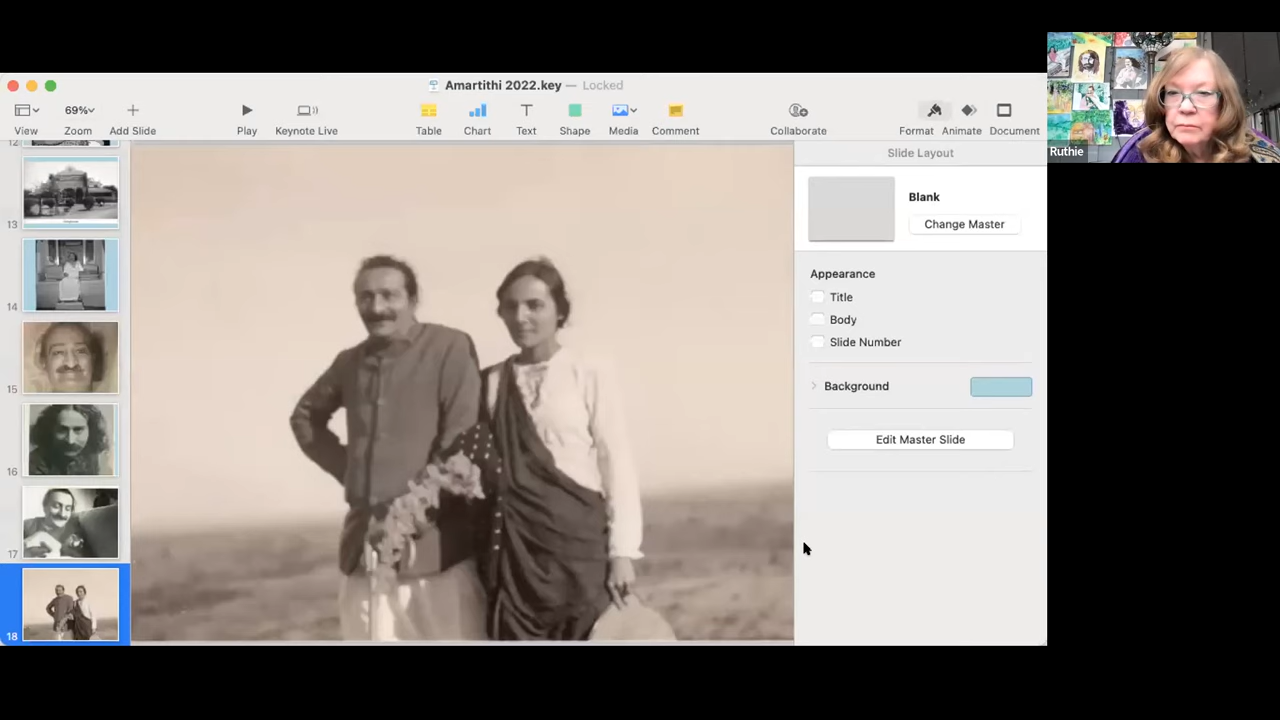 Amartithi 2022.key — Locked
69%
View
Zoom
Add Slide
Play
Keynote Live
Table
Chart
Text
Shape
Media
Comment
Collaborate
Format
Animate
Document
12
13
14
15
16
17
18
Slide Layout
Blank
Change Master
Appearance
Title
Body
Slide Number
Background
Edit Master Slide
Ruthie